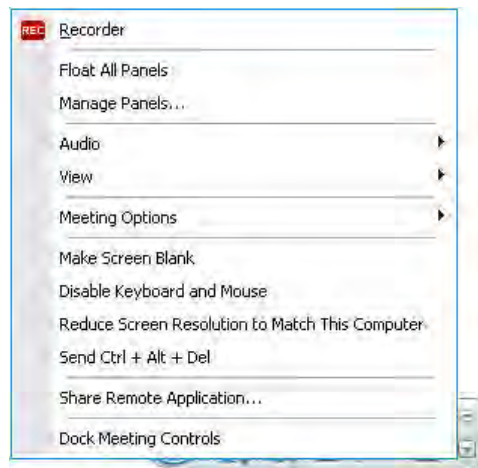 REC Recorder
Float All Panels
Manage Panels...
Audio
View
Meeting Options
Make Screen Blank
Disable Keyboard and Mouse
Reduce Screen Resolution to Match This Computer
Send Ctrl + Alt + Del
Share Remote Application...
Dock Meeting Controls